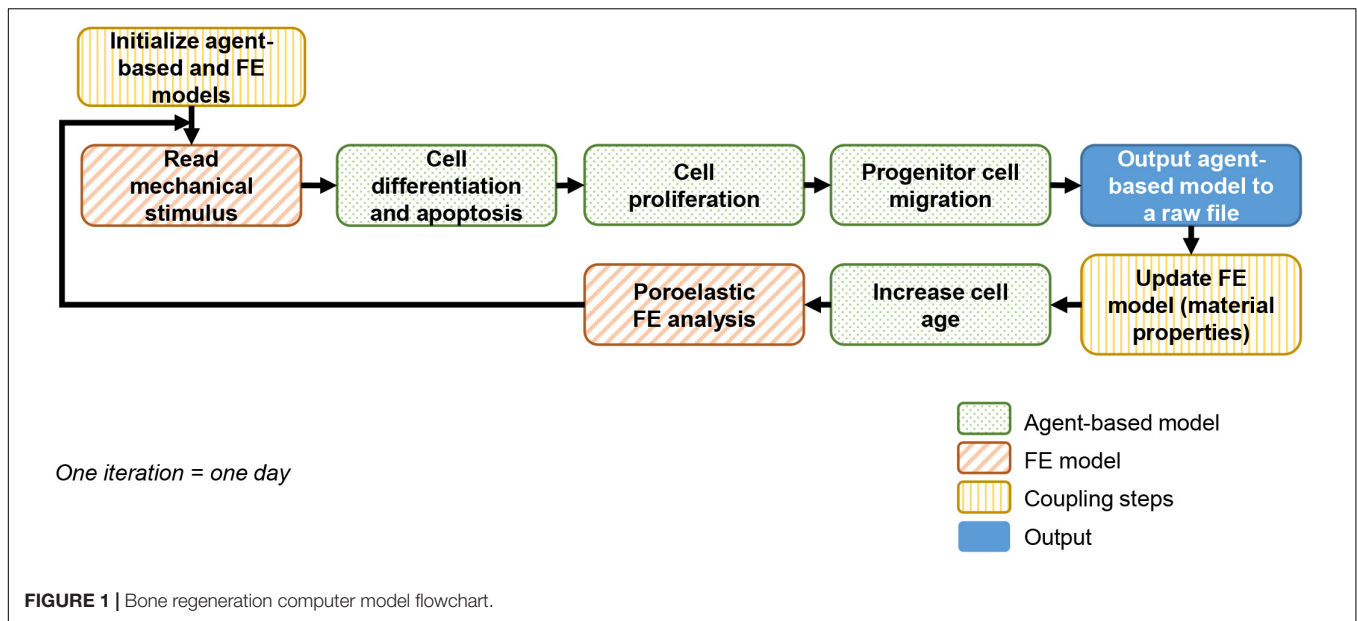 Initialize agent-
based and FE
models
Read
mechanical
stimulus
Cell
differentiation
and apoptosis
Cell
proliferation
Progenitor cell
migration
Output agent-
based model to
a raw file
Update FE
model (material
properties)
Increase cell
age
Poroelastic
FE analysis
One iteration = one day
Agent-based model
FE model
Coupling steps
Output
FIGURE 1 | Bone regeneration computer model flowchart.